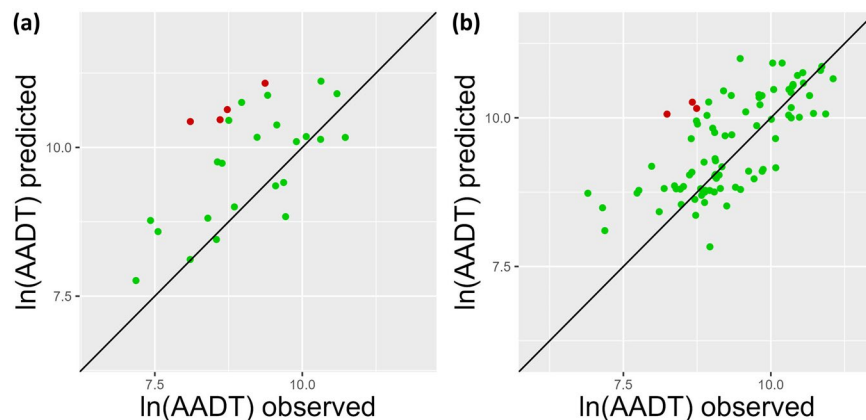 (a)
ln(AADT) predicted
10.0
7.5
7.5
10.0
ln(AADT) observed
(b)
ln(AADT) predicted
10.0
7.5
7.5
10.0
ln(AADT) observed